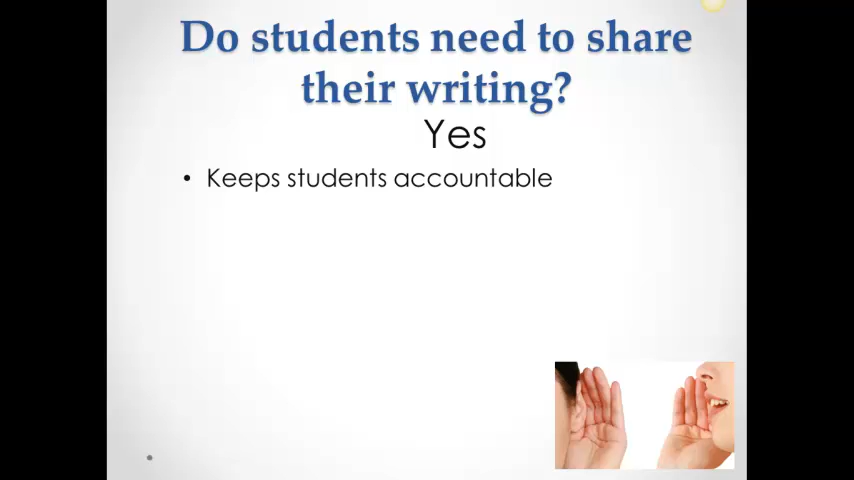 Do students need to share
their writing?
Yes
• Keeps students accountable